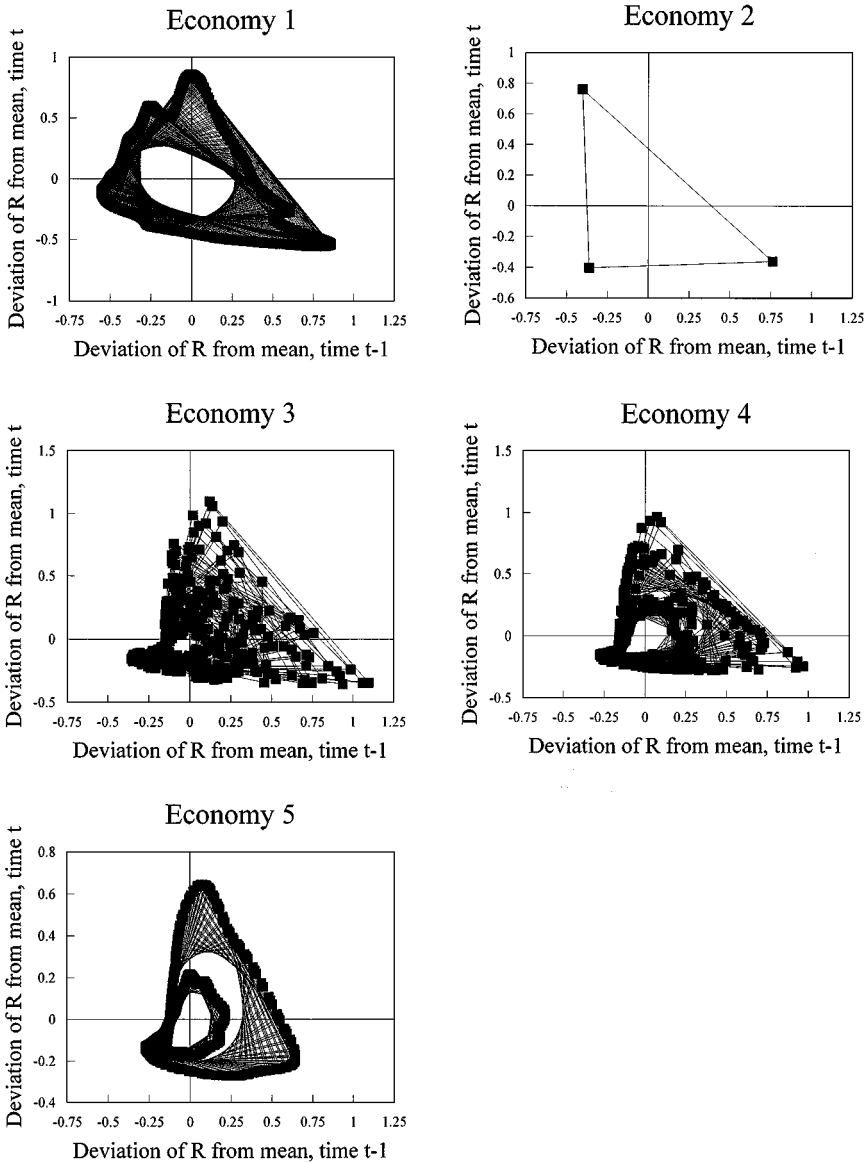 Economy 1
Deviation of R from mean, time t
1
0.5
0
-0.5
-1
-0.75 -0.5 -0.25 0 0.25 0.5 0.75 1 1.25
Deviation of R from mean, time t-1
Economy 2
Deviation of R from mean, time t
1
0.8
0.6
0.4
0.2
0
-0.2
-0.4
-0.6
-0.75 -0.5 -0.25 0 0.25 0.5 0.75 1 1.25
Deviation of R from mean, time t-1
Economy 3
Deviation of R from mean, time t
1.5
1
0.5
0
-0.5
-0.75 -0.5 -0.25 0 0.25 0.5 0.75 1 1.25
Deviation of R from mean, time t-1
Economy 4
Deviation of R from mean, time t
1.5
1
0.5
0
-0.5
-0.75 -0.5 -0.25 0 0.25 0.5 0.75 1 1.25
Deviation of R from mean, time t-1
Economy 5
Deviation of R from mean, time t
0.8
0.6
0.4
0.2
0
-0.2
-0.4
-0.75 -0.5 -0.25 0 0.25 0.5 0.75 1 1.25
Deviation of R from mean, time t-1